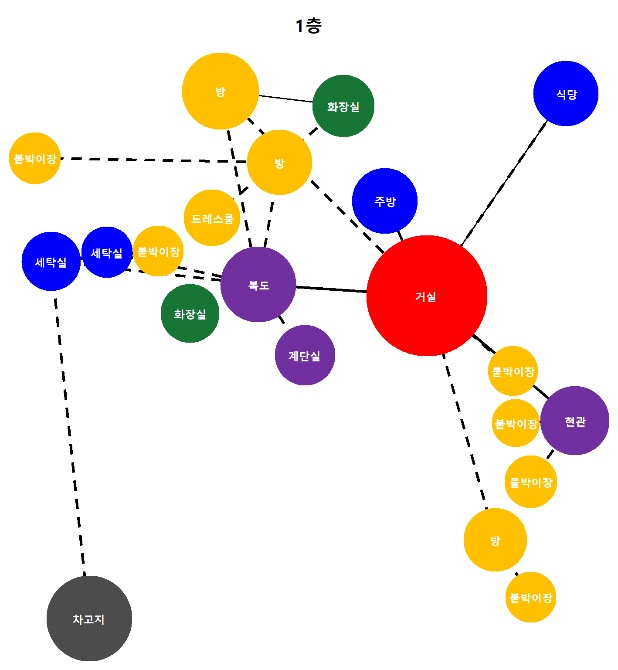 1층
방
화장실
식당
붙박이장
방
드레스룸
주방
세탁실
세탁실
붙박이장
복도
거실
화장실
계단실
붙박이장
붙박이장
현관
붙박이장
방
붙박이장
차고지